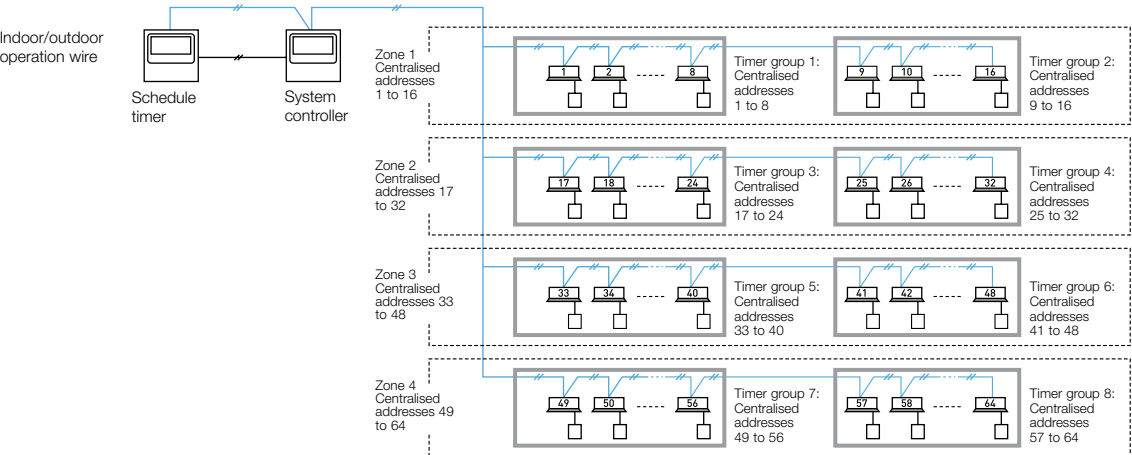 Indoor/outdoor
operation wire
Schedule
timer
System
controller
Zone 1
Centralised
addresses
1 to 16
1 2 8
Timer group 1:
Centralised
addresses
1 to 8
9 10 16
Timer group 2:
Centralised
addresses
9 to 16
Zone 2
Centralised
addresses 17
to 32
17 18 24
Timer group 3:
Centralised
addresses
17 to 24
25 26 32
Timer group 4:
Centralised
addresses
25 to 32
Zone 3
Centralised
addresses 33
to 48
33 34 40
Timer group 5:
Centralised
addresses
33 to 40
41 42 48
Timer group 6:
Centralised
addresses
41 to 48
Zone 4
Centralised
addresses 49
to 64
49 50 56
Timer group 7:
Centralised
addresses
49 to 56
57 58 64
Timer group 8:
Centralised
addresses
57 to 64